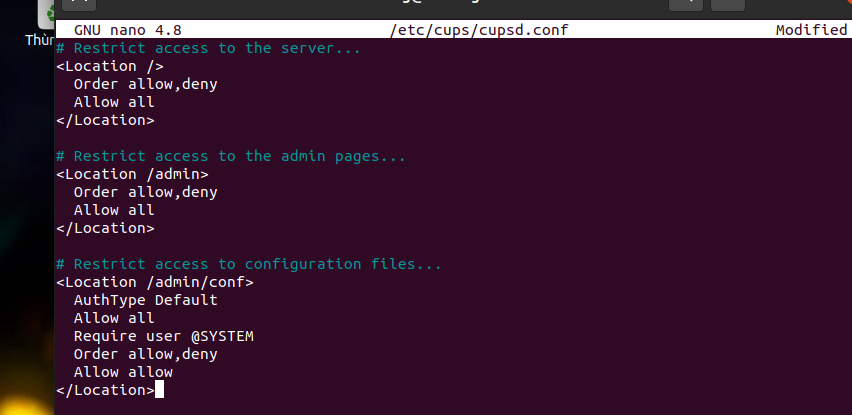 GNU nano 4.8 /etc/cups/cupsd.conf Modified
# Restrict access to the server...
<Location />
Order allow,deny
Allow all
</Location>
# Restrict access to the admin pages...
<Location /admin>
Order allow,deny
Allow all
</Location>
# Restrict access to configuration files...
<Location /admin/conf>
AuthType Default
Allow all
Require user @SYSTEM
Order allow,deny
Allow allow
</Location>